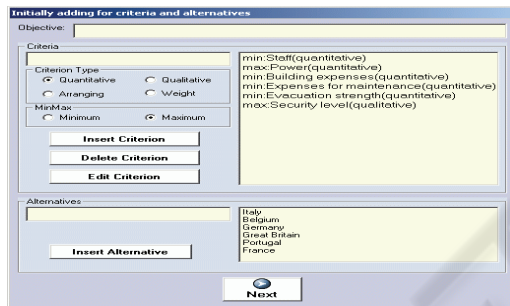 Initially adding for criteria and alternatives
Objective:
Criteria
Criterion Type
Quantitative Qualitative
Arranging Weight
MinMax
Minimum Maximum
Insert Criterion
Delete Criterion
Edit Criterion
min:Staff(quantitative)
max:Power(quantitative)
min:Building expenses(quantitative)
min:Expenses for maintenance(quantitative)
min:Evacuation strength(quantitative)
max:Security level(qualitative)
Alternatives
Insert Alternative
Italy
Belgium
Germany
Great Britain
Portugal
France
Next